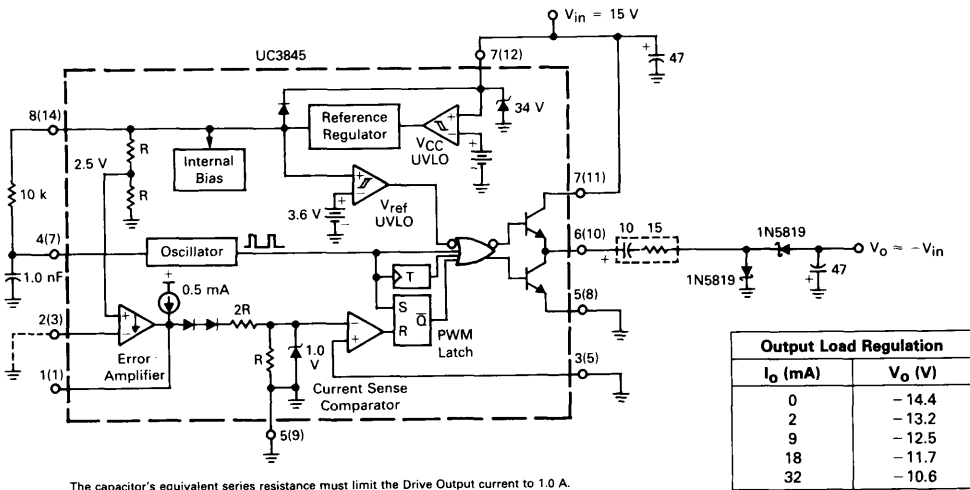 V_in = 15 V
UC3845
7(12)
+
47
34 V
8(14)
Reference
Regulator
+
−
V_CC
UVLO
+
−
2.5 V
R
R
Internal
Bias
7(11)
10 k
+
−
3.6 V
+
−
V_ref
UVLO
6(10)
10
15
+
1N5819
V_o ≈ −V_in
4(7)
Oscillator
T
1N5819
47
+
1.0 nF
+
0.5 mA
5(8)
S
R
Q̅
PWM
Latch
2(3)
+
−
Error
Amplifier
2R
R
1.0
V
−
+
Current Sense
Comparator
3(5)
1(1)
5(9)
Output Load Regulation
I_o (mA) V_o (V)
0 −14.4
2 −13.2
9 −12.5
18 −11.7
32 −10.6
The capacitor's equivalent series resistance must limit the Drive Output current to 1.0 A.